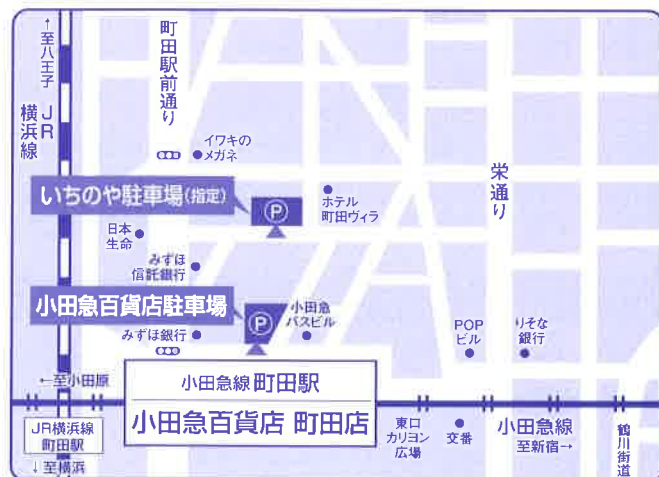 ↑至八王子
JR
横浜線
町田駅前通り
イワキの
メガネ
栄通り
いちのや駐車場(指定)
P
ホテル
町田ヴィラ
日本
生命
みずほ
信託銀行
小田急百貨店駐車場
P
小田急
バスビル
みずほ銀行
POP
ビル
りそな
銀行
←至小田原
小田急線 町田駅
小田急百貨店 町田店
JR横浜線
町田駅
↓至横浜
東口
カリヨン
広場
交番
小田急線
至新宿→
鶴川街道